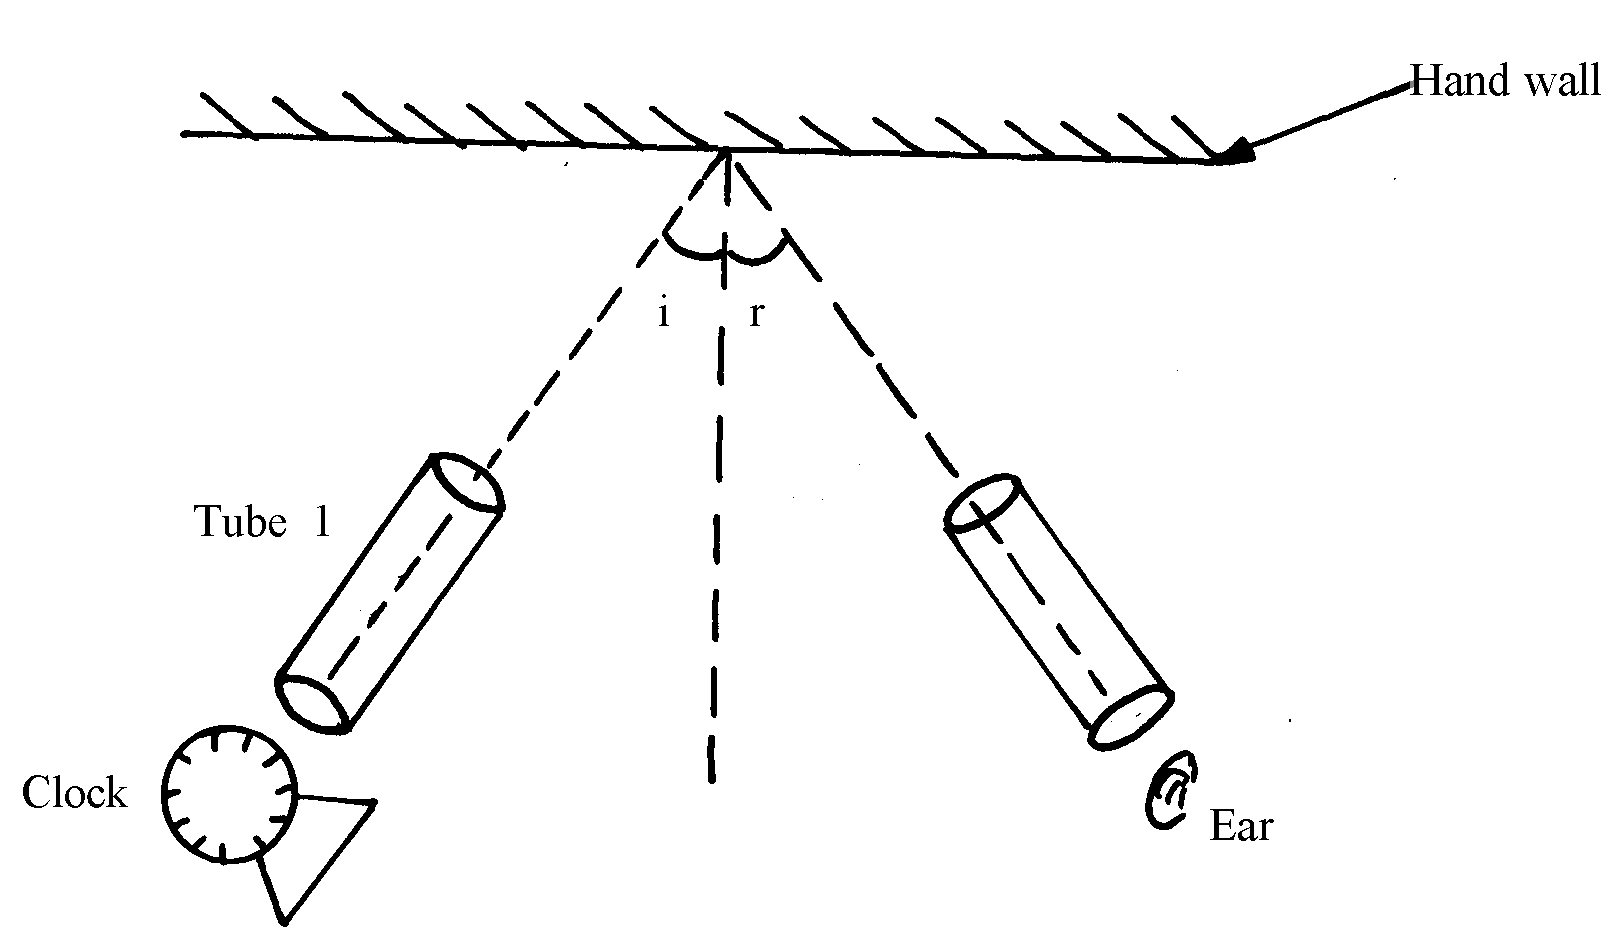 Hand wall
i
r
Tube 1
Clock
Ear